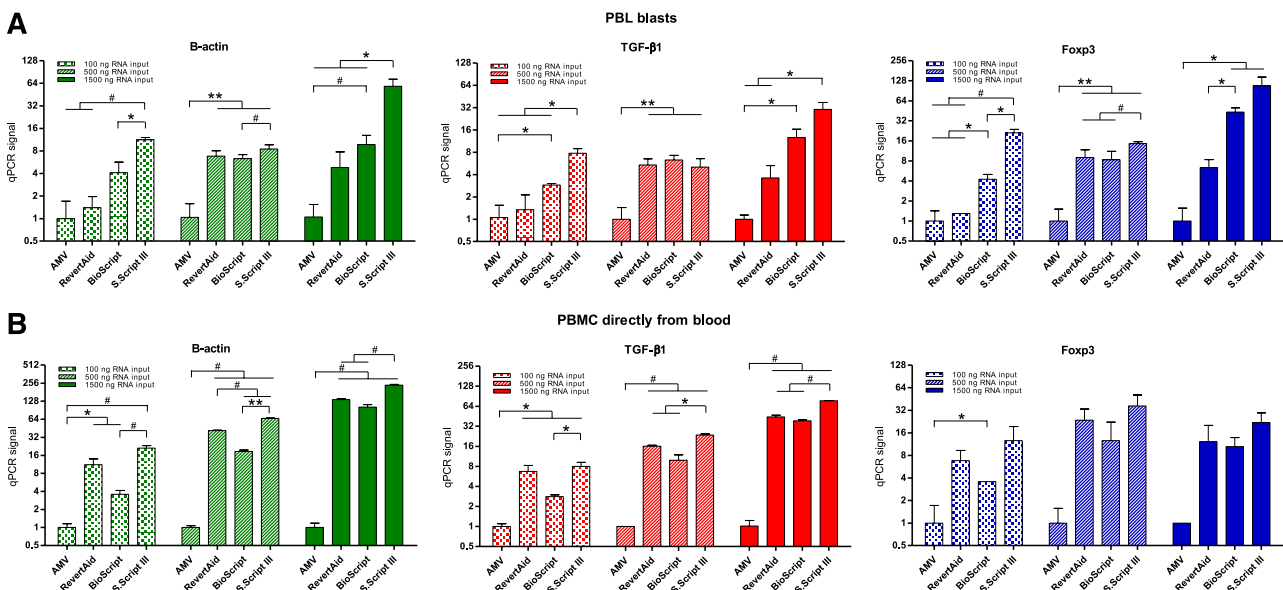 A
PBL blasts
B-actin
100 ng RNA input
500 ng RNA input
1500 ng RNA input
qPCR signal
128
64
32
16
8
4
2
1
0.5
# * ** # # *
AMV RevertAid BioScript S.Script III AMV RevertAid BioScript S.Script III AMV RevertAid BioScript S.Script III
TGF-β1
100 ng RNA input
500 ng RNA input
1500 ng RNA input
qPCR signal
128
64
32
16
8
4
2
1
0.5
* * ** * *
AMV RevertAid BioScript S.Script III AMV RevertAid BioScript S.Script III AMV RevertAid BioScript S.Script III
Foxp3
100 ng RNA input
500 ng RNA input
1500 ng RNA input
qPCR signal
256
128
64
32
16
8
4
2
1
0.5
# * * ** # * *
AMV RevertAid BioScript S.Script III AMV RevertAid BioScript S.Script III AMV RevertAid BioScript S.Script III
B
PBMC directly from blood
B-actin
100 ng RNA input
500 ng RNA input
1500 ng RNA input
qPCR signal
512
256
128
64
32
16
8
4
2
1
0.5
# * # # # ** # #
AMV RevertAid BioScript S.Script III AMV RevertAid BioScript S.Script III AMV RevertAid BioScript S.Script III
TGF-β1
100 ng RNA input
500 ng RNA input
1500 ng RNA input
qPCR signal
256
128
64
32
16
8
4
2
1
0.5
* * # * # #
AMV RevertAid BioScript S.Script III AMV RevertAid BioScript S.Script III AMV RevertAid BioScript S.Script III
Foxp3
100 ng RNA input
500 ng RNA input
1500 ng RNA input
qPCR signal
128
64
32
16
8
4
2
1
0.5
*
AMV RevertAid BioScript S.Script III AMV RevertAid BioScript S.Script III AMV RevertAid BioScript S.Script III